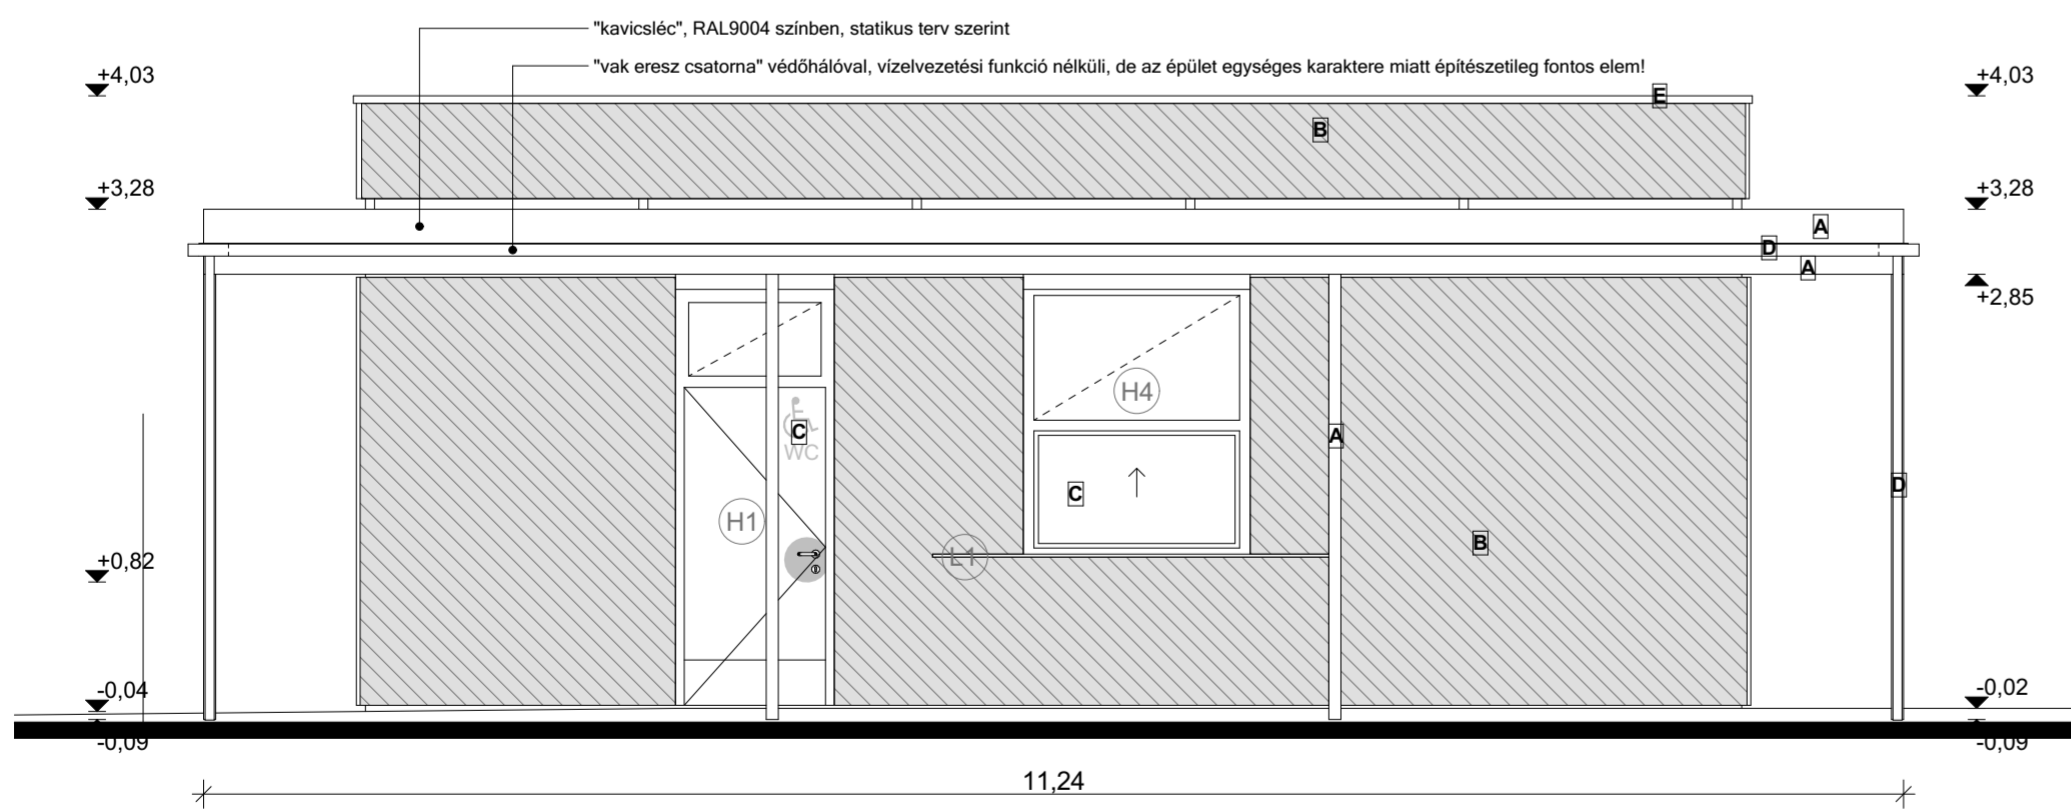 "kavicsléc", RAL9004 színben, statikus terv szerint
"vak eresz csatorna" védőhálóval, vízelvezetési funkció nélküli, de az épület egységes karaktere miatt építészetileg fontos elem!
+4,03
+4,03
E
B
+3,28
+3,28
A
D
A
+2,85
H4
C
WC
A
C
D
H1
B
L1
+0,82
-0,04
-0,02
-0,09
-0,09
11,24